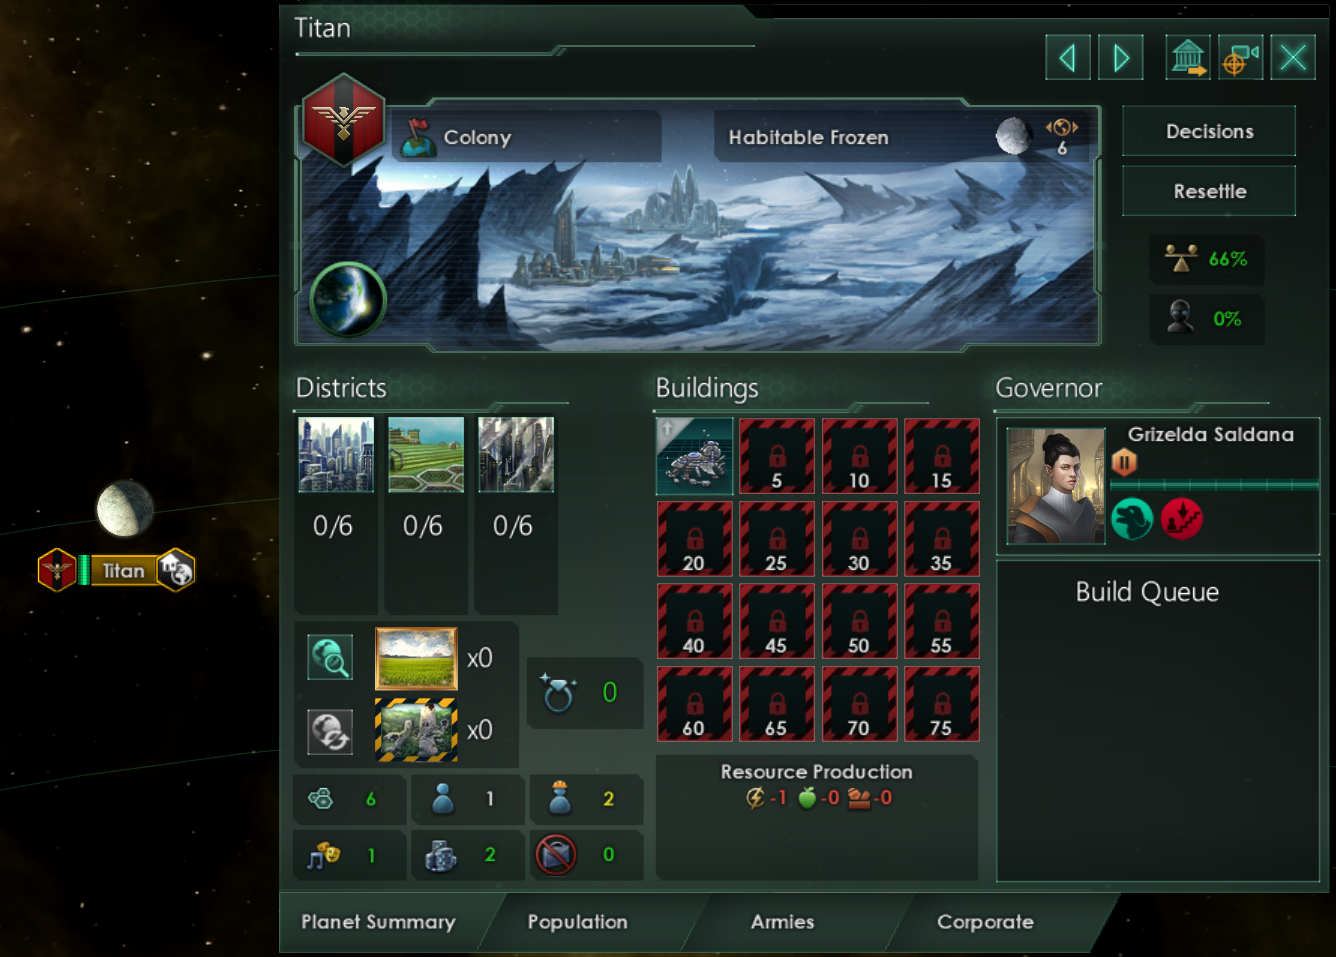 Titan
Colony
Habitable Frozen
6
Decisions
Resettle
66%
0%
Districts
Buildings
Governor
0/6 0/6 0/6
5 10 15
20 25 30 35
40 45 50 55
60 65 70 75
Grizelda Saldana
II
Build Queue
Titan
x0
x0
0
6 1 2
1 2 0
Resource Production
-1 -0 -0
Planet Summary
Population
Armies
Corporate